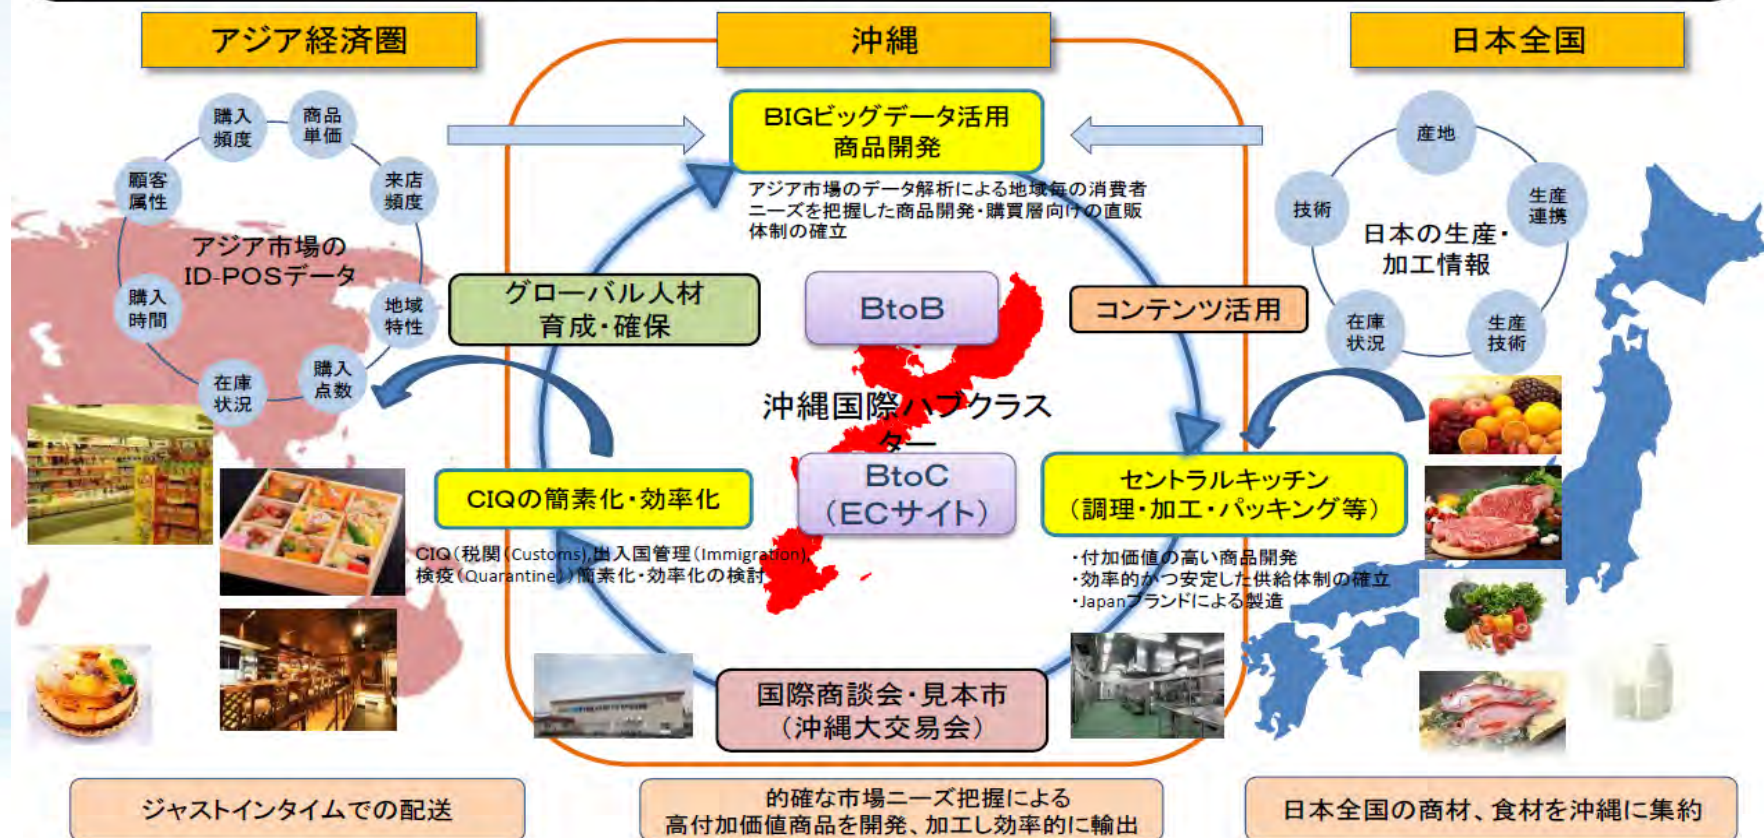 アジア経済圏
沖縄
日本全国
購入
頻度
商品
単価
顧客
属性
来店
頻度
アジア市場の
ID-POSデータ
購入
時間
地域
特性
在庫
状況
購入
点数
BIGビッグデータ活用
商品開発
アジア市場のデータ解析による地域毎の消費者
ニーズを把握した商品開発・購買層向けの直販
体制の確立
産地
技術
生産
連携
日本の生産・
加工情報
在庫
状況
生産
技術
グローバル人材
育成・確保
BtoB
コンテンツ活用
沖縄国際ハブクラス
ター
CIQの簡素化・効率化
BtoC
(ECサイト)
セントラルキッチン
(調理・加工・パッキング等)
CIQ(税関(Customs),出入国管理(Immigration),
検疫(Quarantine))簡素化・効率化の検討
・付加価値の高い商品開発
・効率的かつ安定した供給体制の確立
・Japanブランドによる製造
国際商談会・見本市
(沖縄大交易会)
ジャストインタイムでの配送
的確な市場ニーズ把握による
高付加価値商品を開発、加工し効率的に輸出
日本全国の商材、食材を沖縄に集約